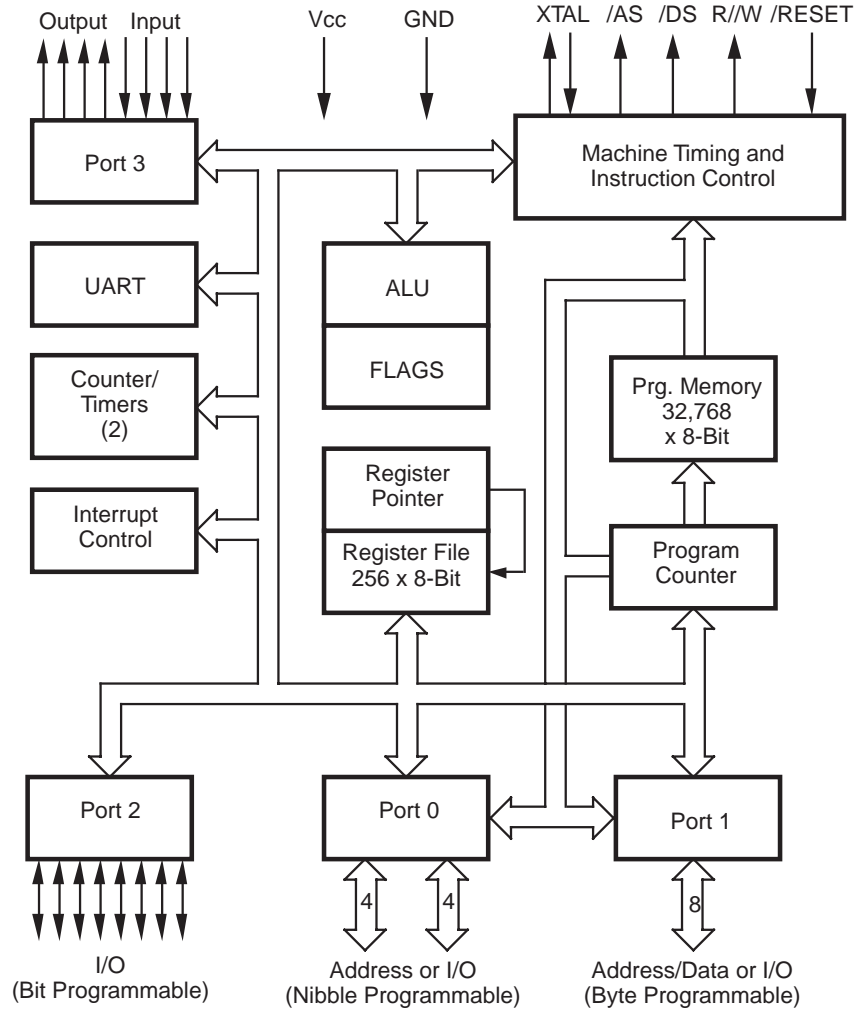 Output Input Vcc GND XTAL /AS /DS R//W /RESET
Port 3
Machine Timing and
Instruction Control
UART
ALU
FLAGS
Counter/
Timers
(2)
Prg. Memory
32,768
x 8-Bit
Register
Pointer
Interrupt
Control
Register File
256 x 8-Bit
Program
Counter
Port 2
Port 0
Port 1
4 4 8
I/O
(Bit Programmable)
Address or I/O
(Nibble Programmable)
Address/Data or I/O
(Byte Programmable)